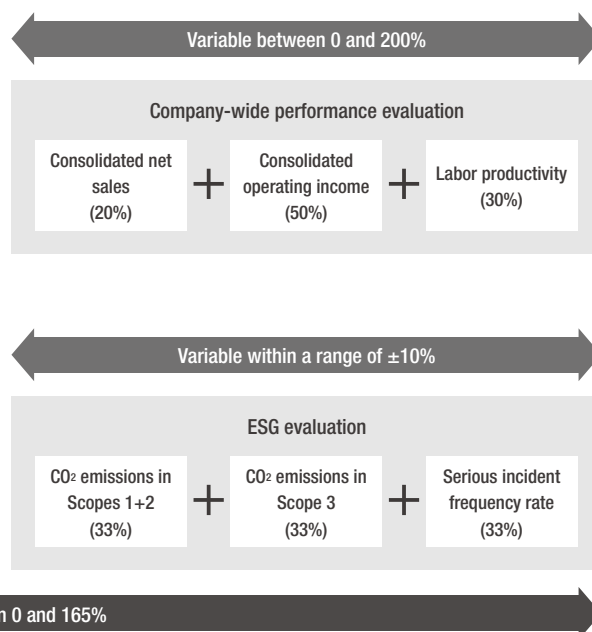 Variable between 0 and 200%
Company-wide performance evaluation
Consolidated net
sales
(20%)
+
Consolidated
operating income
(50%)
+
Labor productivity
(30%)
Variable within a range of ±10%
ESG evaluation
CO2 emissions in
Scopes 1+2
(33%)
+
CO2 emissions in
Scope 3
(33%)
+
Serious incident
frequency rate
(33%)
n 0 and 165%